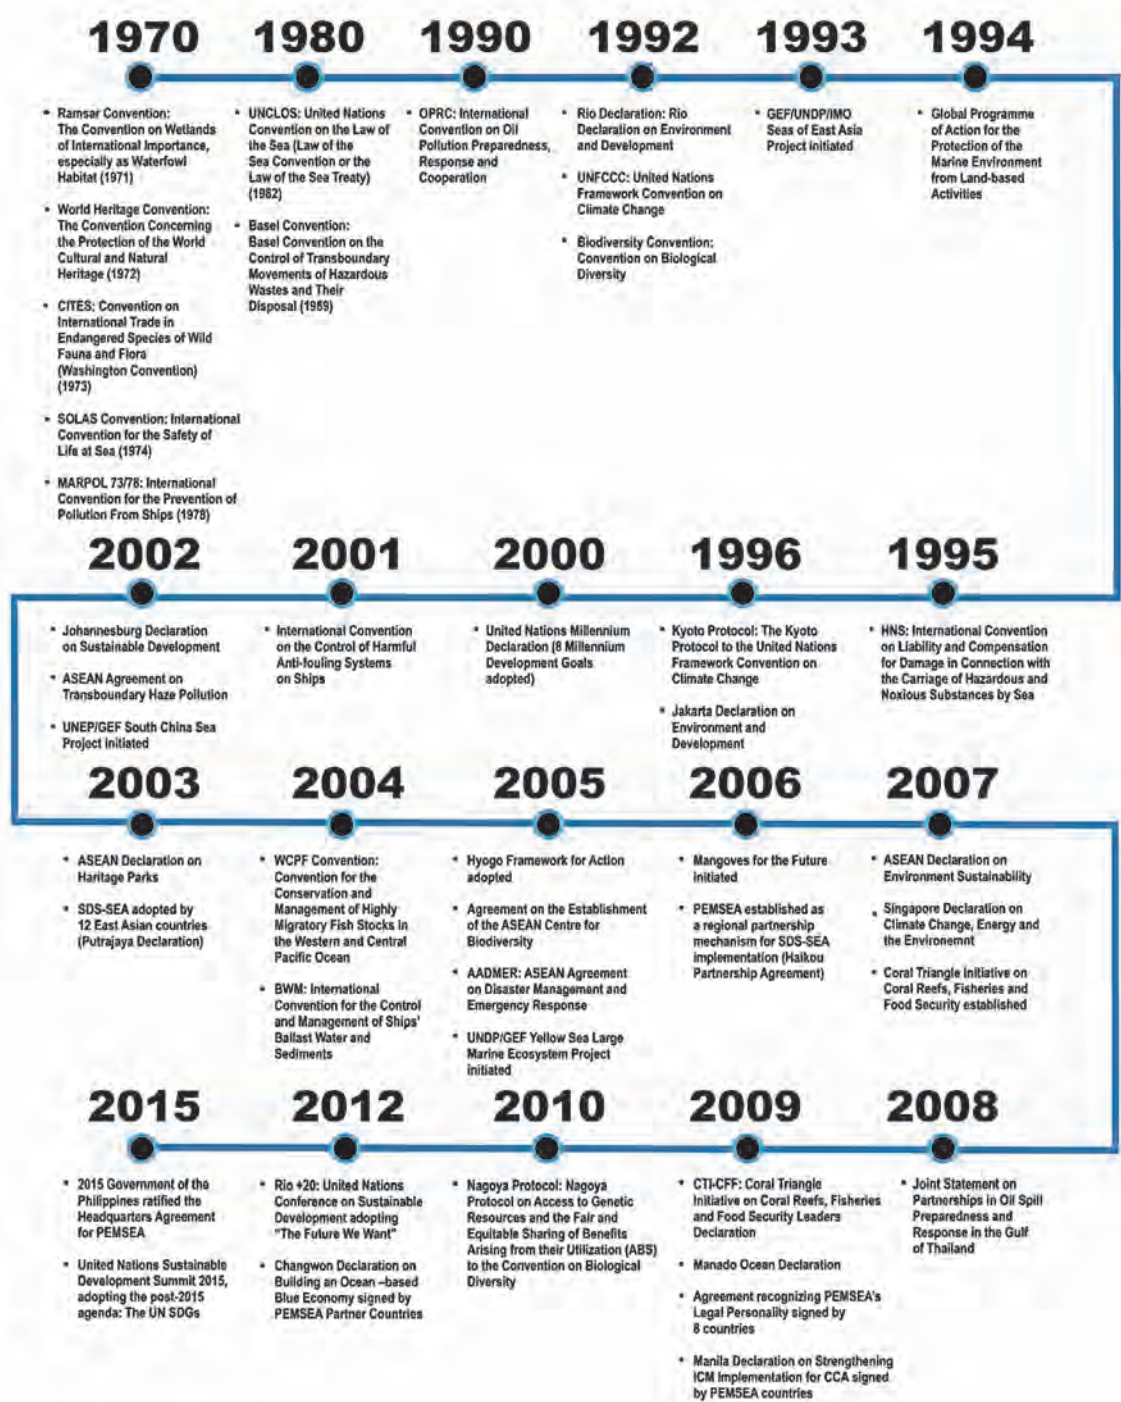 1970 1980 1990 1992 1993 1994
• Ramsar Convention:
The Convention on Wetlands
of International Importance,
especially as Waterfowl
Habitat (1971)
• World Heritage Convention:
The Convention Concerning
the Protection of the World
Cultural and Natural
Heritage (1972)
• CITES: Convention on
International Trade in
Endangered Species of Wild
Fauna and Flora
(Washington Convention)
(1973)
• SOLAS Convention: International
Convention for the Safety of
Life at Sea (1974)
• MARPOL 73/78: International
Convention for the Prevention of
Pollution From Ships (1978)
• UNCLOS: United Nations
Convention on the Law of
the Sea (Law of the
Sea Convention or the
Law of the Sea Treaty)
(1982)
• Basel Convention:
Basel Convention on the
Control of Transboundary
Movements of Hazardous
Wastes and Their
Disposal (1989)
• OPRC: International
Convention on Oil
Pollution Preparedness,
Response and
Cooperation
• Rio Declaration: Rio
Declaration on Environment
and Development
• UNFCCC: United Nations
Framework Convention on
Climate Change
• Biodiversity Convention:
Convention on Biological
Diversity
• GEF/UNDP/IMO
Seas of East Asia
Project initiated
• Global Programme
of Action for the
Protection of the
Marine Environment
from Land-based
Activities
2002 2001 2000 1996 1995
• Johannesburg Declaration
on Sustainable Development
• ASEAN Agreement on
Transboundary Haze Pollution
• UNEP/GEF South China Sea
Project initiated
• International Convention
on the Control of Harmful
Anti-fouling Systems
on Ships
• United Nations Millennium
Declaration (8 Millennium
Development Goals
adopted)
• Kyoto Protocol: The Kyoto
Protocol to the United Nations
Framework Convention on
Climate Change
• Jakarta Declaration on
Environment and
Development
• HNS: International Convention
on Liability and Compensation
for Damage in Connection with
the Carriage of Hazardous and
Noxious Substances by Sea
2003 2004 2005 2006 2007
• ASEAN Declaration on
Haritage Parks
• SDS-SEA adopted by
12 East Asian countries
(Putrajaya Declaration)
• WCPF Convention:
Convention for the
Conservation and
Management of Highly
Migratory Fish Stocks in
the Western and Central
Pacific Ocean
• BWM: International
Convention for the Control
and Management of Ships'
Ballast Water and
Sediments
• Hyogo Framework for Action
adopted
• Agreement on the Establishment
of the ASEAN Centre for
Biodiversity
• AADMER: ASEAN Agreement
on Disaster Management and
Emergency Response
• UNDP/GEF Yellow Sea Large
Marine Ecosystem Project
initiated
• Mangoves for the Future
initiated
• PEMSEA established as
a regional partnership
mechanism for SDS-SEA
implementation (Haikou
Partnership Agreement)
• ASEAN Declaration on
Environment Sustainability
• Singapore Declaration on
Climate Change, Energy and
the Environemnt
• Coral Triangle Initiative on
Coral Reefs, Fisheries and
Food Security established
2015 2012 2010 2009 2008
• 2015 Government of the
Philippines ratified the
Headquarters Agreement
for PEMSEA
• United Nations Sustainable
Development Summit 2015,
adopting the post-2015
agenda: The UN SDGs
• Rio +20: United Nations
Conference on Sustainable
Development adopting
"The Future We Want"
• Changwon Declaration on
Building an Ocean –based
Blue Economy signed by
PEMSEA Partner Countries
• Nagoya Protocol: Nagoya
Protocol on Access to Genetic
Resources and the Fair and
Equitable Sharing of Benefits
Arising from their Utilization (ABS)
to the Convention on Biological
Diversity
• CTI-CFF: Coral Triangle
Initiative on Coral Reefs, Fisheries
and Food Security Leaders
Declaration
• Manado Ocean Declaration
• Agreement recognizing PEMSEA's
Legal Personality signed by
8 countries
• Manila Declaration on Strengthening
ICM Implementation for CCA signed
by PEMSEA countries
• Joint Statement on
Partnerships in Oil Spill
Preparedness and
Response in the Gulf
of Thailand